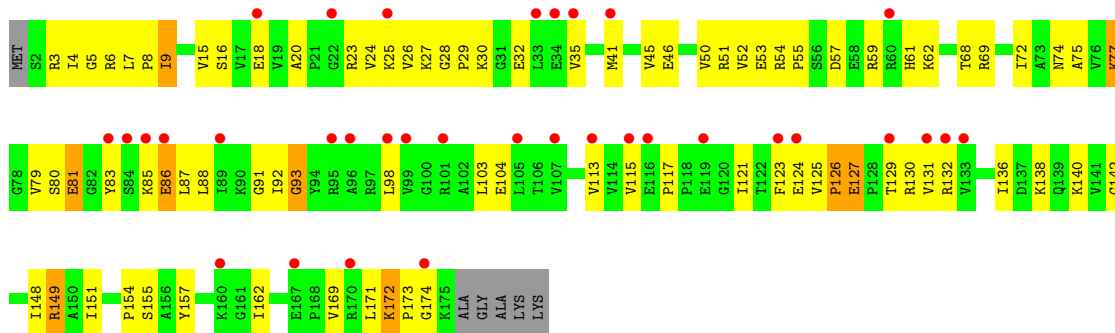 MET S2 R3 I4 G5 R6 L7 P8 I9 V15 S16 V17 E18 V19 A20 P21 G22 R23 V24 K25 V26 K27 G28 P29 K30 G31 E32 L33 E34 V35 M41 V45 E46 V50 R51 V52 E53 R54 P55 S56 D57 E58 R59 R60 H61 K62 T68 R69 I72 A73 N74 A75 V76 K77
G78 V79 S80 E81 G82 Y83 S84 K85 E86 L87 L88 I89 K90 G91 I92 G93 Y94 R95 A96 R97 L98 V99 G100 R101 A102 L103 E104 L105 T106 V107 V113 V114 V115 E116 P117 P118 E119 G120 I121 T122 F123 E124 V125 P126 E127 P128 T129 R130 V131 R132 V133 I136 D137 K138 Q139 K140 V141 G142
I148 R149 A150 I151 P154 S155 A156 Y157 K160 G161 I162 E167 P168 V169 R170 L171 K172 P173 G174 K175 ALA GLY ALA LYS LYS